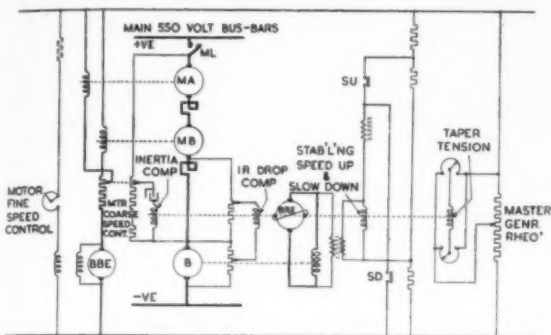 MAIN 550 VOLT BUS-BARS
+VE
ML
MA
MB
SU
INERTIA
COMP
I R DROP
COMP
STAB'L'NG
SPEED UP
&
SLOW DOWN
TAPER
TENSION
MOTOR
FINE
SPEED
CONTROL
MTR
COARSE
SPEED
CONT.
BBE
B
SD
MASTER
GENR.
RHEO'
-VE